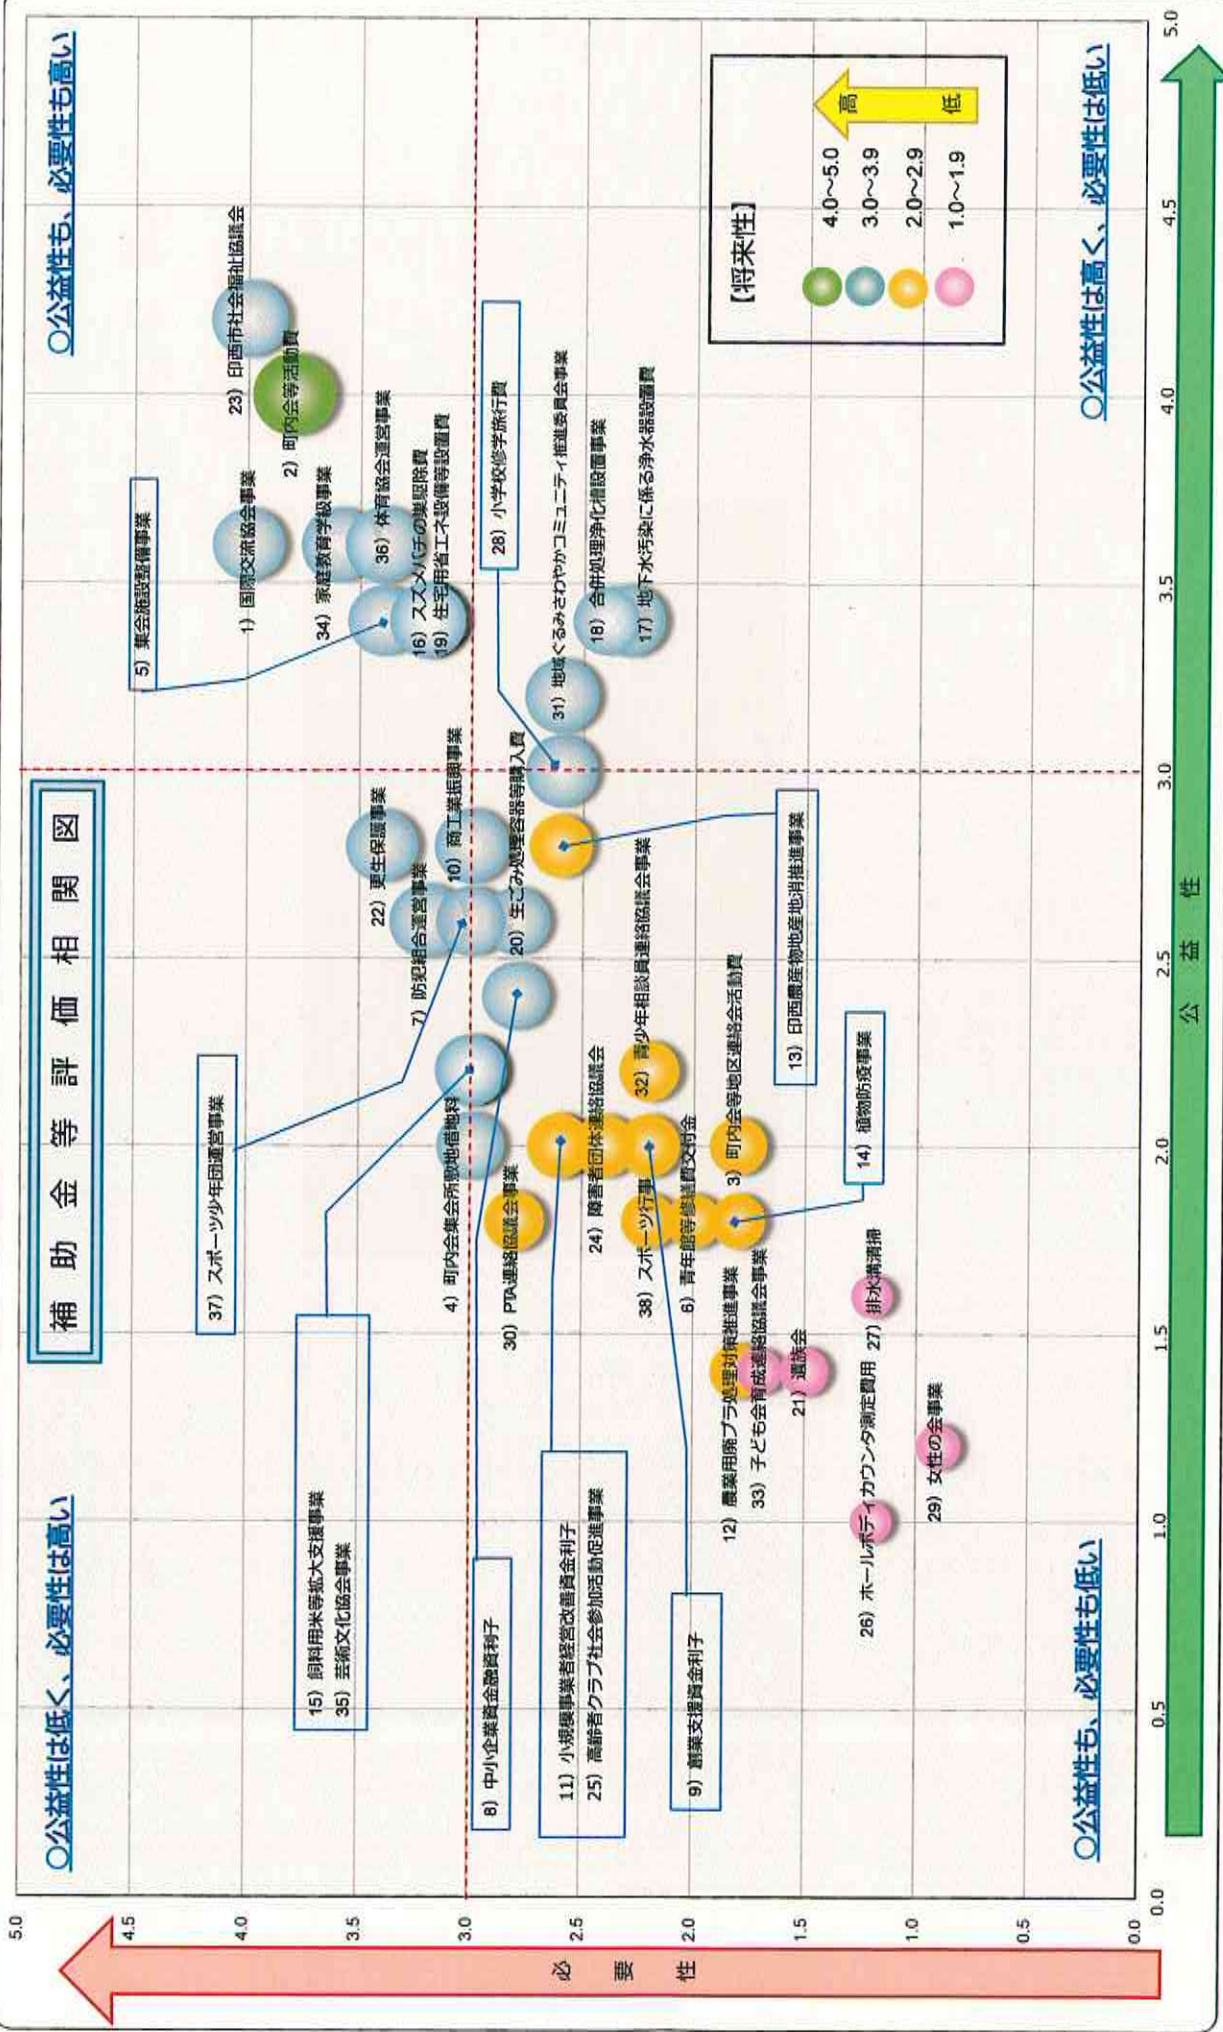 補助金等評価相関図
○公益性は低く、必要性は高い
○公益性も、必要性も高い
○公益性も、必要性も低い
○公益性は高く、必要性は低い
5.0
4.5
4.0
3.5
3.0
2.5
2.0
1.5
1.0
0.5
0.0
必要性
0.0
0.5
1.0
1.5
2.0
2.5
3.0
3.5
4.0
4.5
5.0
公益性
5）集会施設整備事業
23）印西市社会福祉協議会
1）国際交流協会事業
2）町内会等活動費
34）家庭教育学級事業
36）体育協会運営事業
16）スズメバチの巣駆除費
19）住宅用省エネ設備等設置費
28）小学校修学旅行費
31）地域ぐるみさわやかコミュニティ推進委員会事業
18）合併処理浄化槽設置事業
17）地下水汚染に係る浄水器設置費
37）スポーツ少年団運営事業
22）更生保護事業
7）防犯組合運営事業
10）商工業振興事業
20）生ごみ処理容器等購入費
15）飼料用米等拡大支援事業
35）芸術文化協会事業
4）町内会集会所敷地借地料
8）中小企業資金融資利子
30）PTA連絡協議会事業
11）小規模事業者経営改善資金利子
25）高齢者クラブ社会参加活動促進事業
24）障害者団体連絡協議会
32）青少年相談員連絡協議会事業
38）スポーツ行事
6）青年館等修繕費交付金
9）創業支援資金利子
3）町内会等地区連絡会活動費
13）印西農産物地産地消推進事業
14）植物防疫事業
12）農業用廃プラ処理対策推進事業
33）子ども会育成連絡協議会事業
21）遺族会
27）排水溝清掃
26）ホールボディカウンタ測定費用
29）女性の会事業
【将来性】
4.0～5.0
3.0～3.9
2.0～2.9
1.0～1.9
高
低